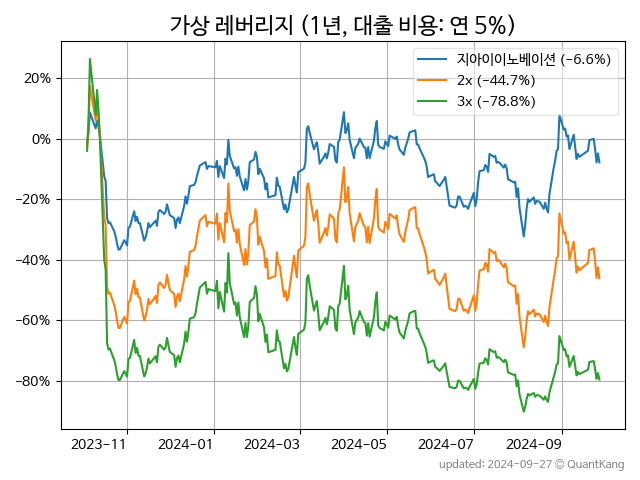 가상 레버리지 (1년, 대출 비용: 연 5%)
지아이이노베이션 (−6.6%)
2x (−44.7%)
3x (−78.8%)
20%
0%
−20%
−40%
−60%
−80%
2023-11
2024-01
2024-03
2024-05
2024-07
2024-09
updated: 2024-09-27 © QuantKang